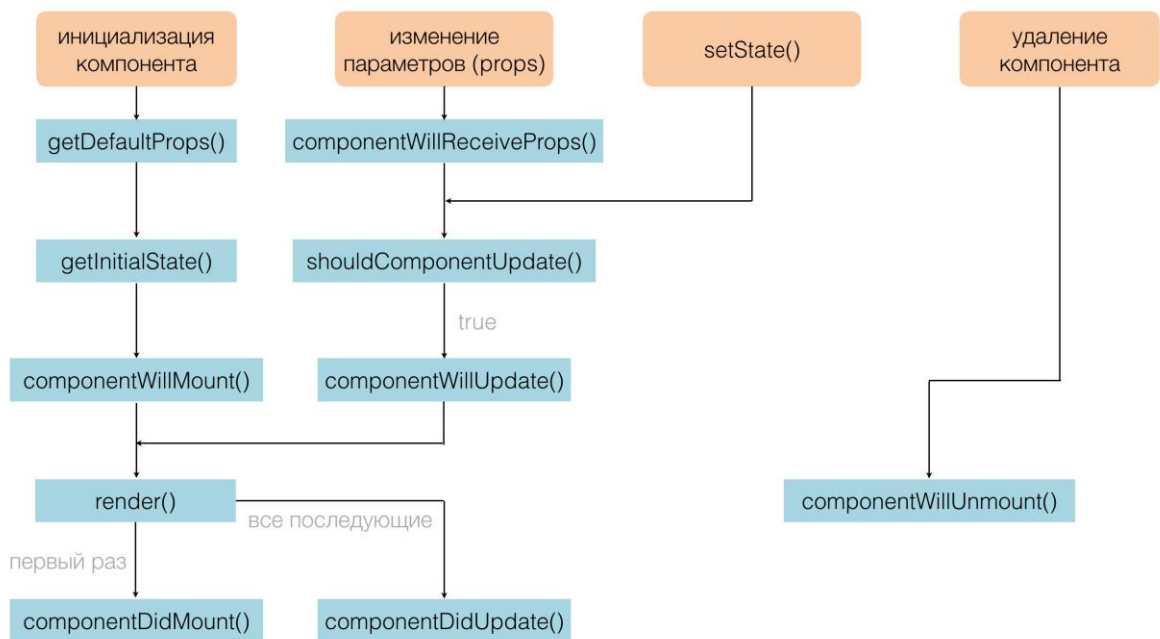 инициализация
компонента
изменение
параметров (props)
setState()
удаление
компонента
getDefaultProps()
componentWillReceiveProps()
getInitialState()
shouldComponentUpdate()
true
componentWillMount()
componentWillUpdate()
render()
все последующие
componentWillUnmount()
первый раз
componentDidMount()
componentDidUpdate()